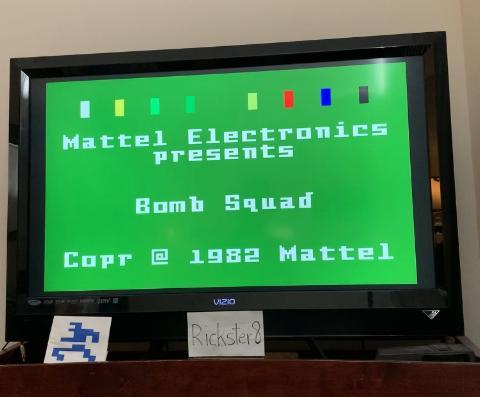 Mattel Electronics
presents
Bomb Squad
Copr @ 1982 Mattel
VIZIO
Rickster8